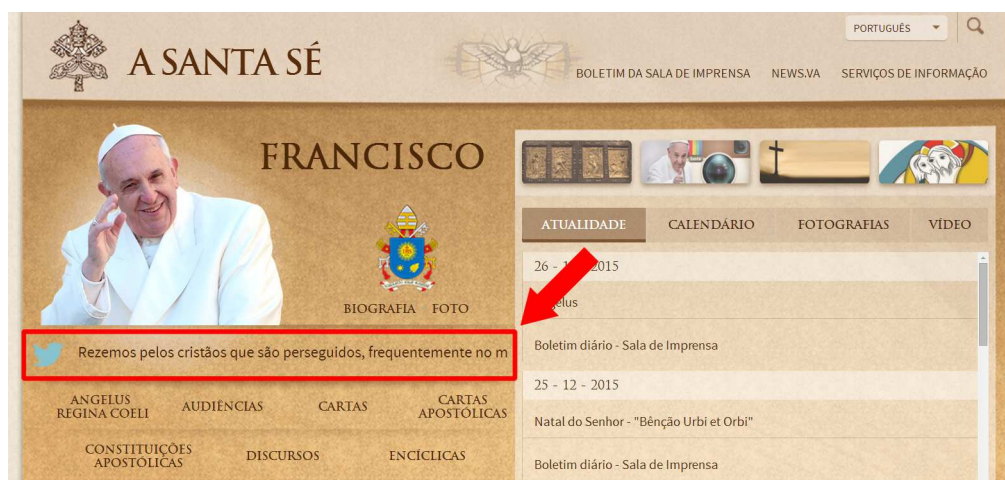 PORTUGUÊS
A SANTA SÉ
BOLETIM DA SALA DE IMPRENSA NEWS.VA SERVIÇOS DE INFORMAÇÃO
FRANCISCO
BIOGRAFIA FOTO
Rezemos pelos cristãos que são perseguidos, frequentemente no m
ANGELUS REGINA COELI
AUDIÊNCIAS
CARTAS
CARTAS APOSTÓLICAS
CONSTITUIÇÕES APOSTÓLICAS
DISCURSOS
ENCÍCLICAS
ATUALIDADE CALENDÁRIO FOTOGRAFIAS VÍDEO
26 - 2015
Boletim diário - Sala de Imprensa
25 - 12 - 2015
Natal do Senhor - "Bênção Urbi et Orbi"
Boletim diário - Sala de Imprensa